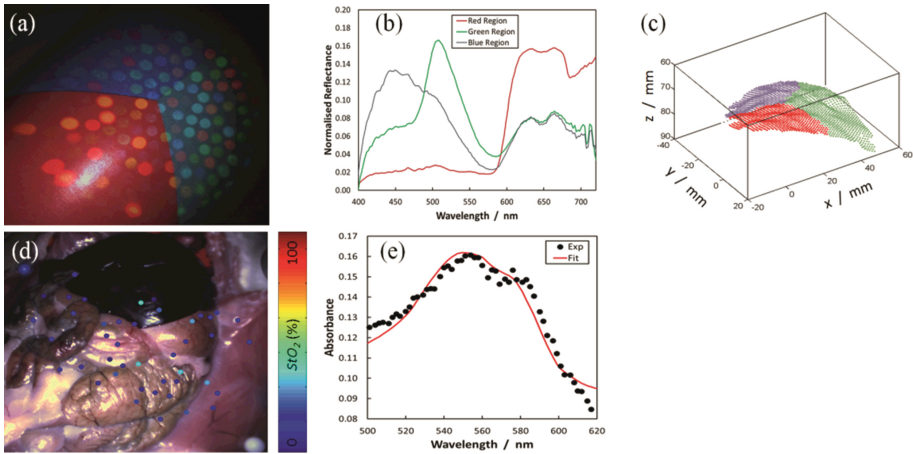 (a)
(b)
Normalised Reflectance
0.20
0.18
0.16
0.14
0.12
0.10
0.08
0.06
0.04
0.02
0.00
400
450
500
550
600
650
700
Wavelength / nm
Red Region
Green Region
Blue Region
(c)
z / mm
60
70
80
90
-40
-20
0
20
y / mm
-20
0
20
40
60
x / mm
(d)
100
StO2 (%)
0
(e)
Absorbance
0.17
0.16
0.15
0.14
0.13
0.12
0.11
0.10
0.09
0.08
500
520
540
560
580
600
620
Wavelength / nm
Exp
Fit